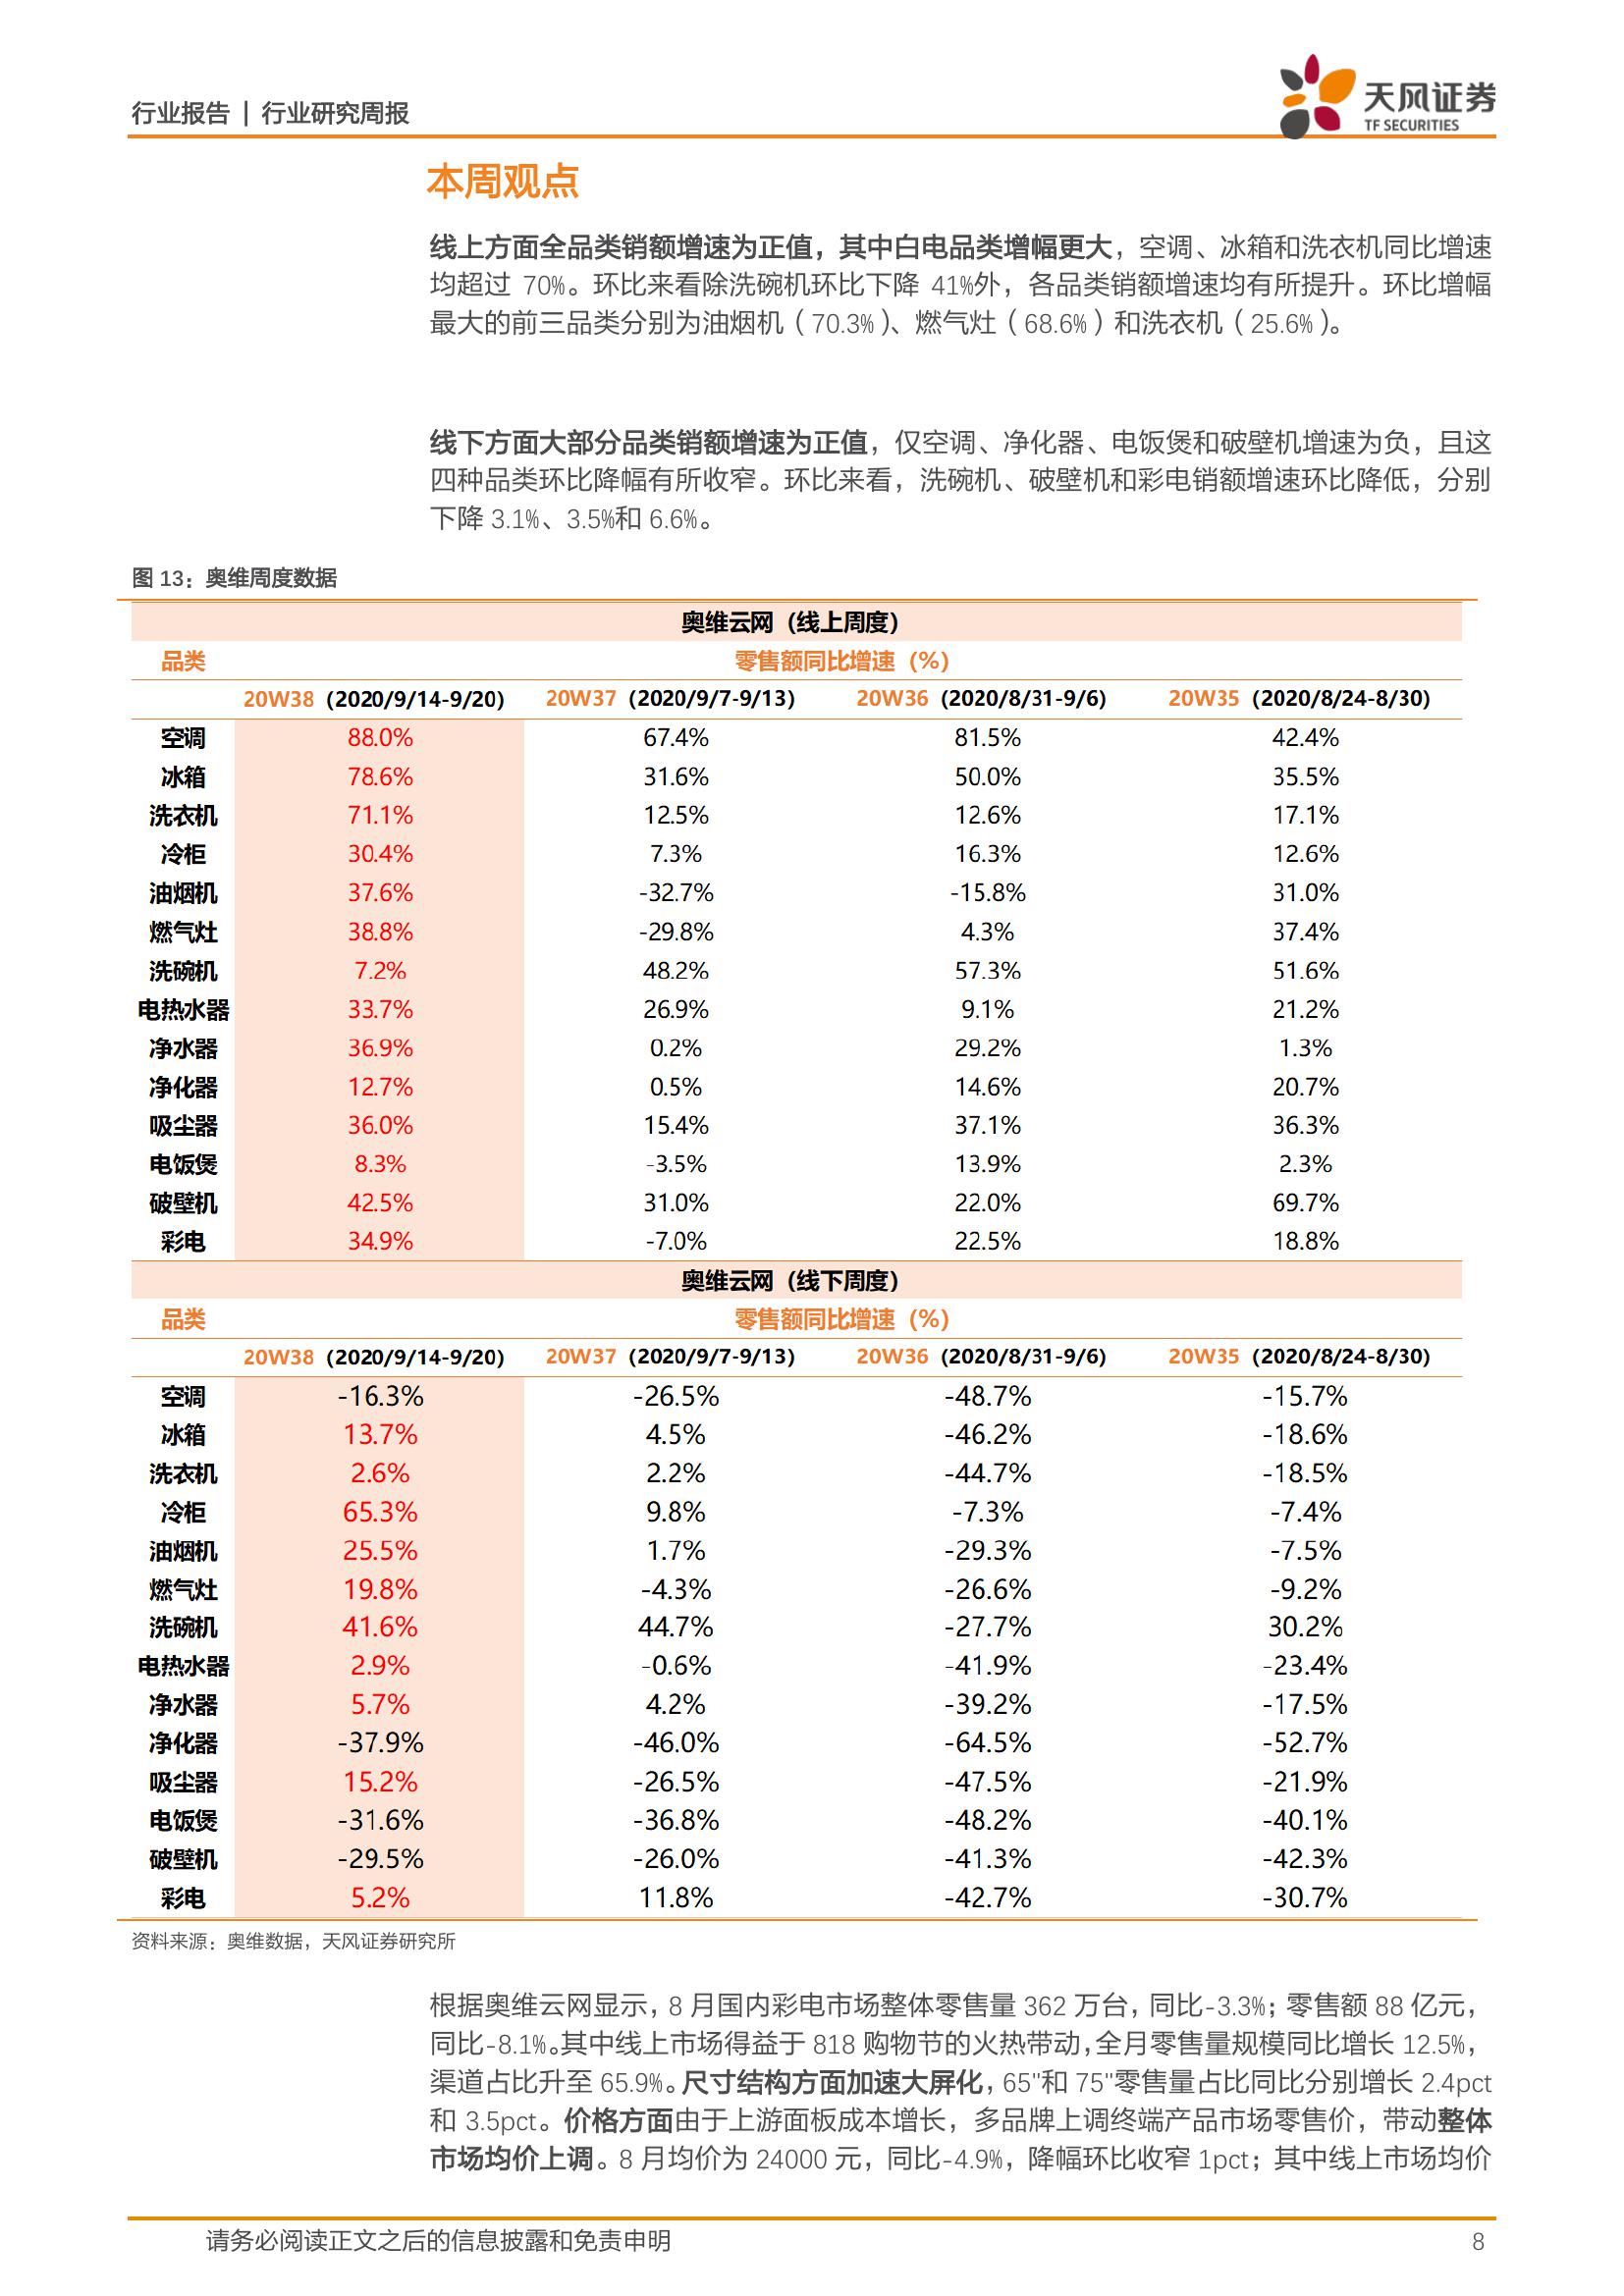 行业报告 | 行业研究周报
天风证券
TF SECURITIES
本周观点
线上方面全品类销额增速为正值，其中白电品类增幅更大，空调、冰箱和洗衣机同比增速
均超过 70%。环比来看除洗碗机环比下降 41%外，各品类销额增速均有所提升。环比增幅
最大的前三品类分别为油烟机（70.3%）、燃气灶（68.6%）和洗衣机（25.6%）。
线下方面大部分品类销额增速为正值，仅空调、净化器、电饭煲和破壁机增速为负，且这
四种品类环比降幅有所收窄。环比来看，洗碗机、破壁机和彩电销额增速环比降低，分别
下降 3.1%、3.5%和 6.6%。
图 13：奥维周度数据
奥维云网（线上周度）
品类 零售额同比增速（%）
20W38（2020/9/14-9/20） 20W37（2020/9/7-9/13） 20W36（2020/8/31-9/6） 20W35（2020/8/24-8/30）
空调 88.0% 67.4% 81.5% 42.4%
冰箱 78.6% 31.6% 50.0% 35.5%
洗衣机 71.1% 12.5% 12.6% 17.1%
冷柜 30.4% 7.3% 16.3% 12.6%
油烟机 37.6% -32.7% -15.8% 31.0%
燃气灶 38.8% -29.8% 4.3% 37.4%
洗碗机 7.2% 48.2% 57.3% 51.6%
电热水器 33.7% 26.9% 9.1% 21.2%
净水器 36.9% 0.2% 29.2% 1.3%
净化器 12.7% 0.5% 14.6% 20.7%
吸尘器 36.0% 15.4% 37.1% 36.3%
电饭煲 8.3% -3.5% 13.9% 2.3%
破壁机 42.5% 31.0% 22.0% 69.7%
彩电 34.9% -7.0% 22.5% 18.8%
奥维云网（线下周度）
品类 零售额同比增速（%）
20W38（2020/9/14-9/20） 20W37（2020/9/7-9/13） 20W36（2020/8/31-9/6） 20W35（2020/8/24-8/30）
空调 -16.3% -26.5% -48.7% -15.7%
冰箱 13.7% 4.5% -46.2% -18.6%
洗衣机 2.6% 2.2% -44.7% -18.5%
冷柜 65.3% 9.8% -7.3% -7.4%
油烟机 25.5% 1.7% -29.3% -7.5%
燃气灶 19.8% -4.3% -26.6% -9.2%
洗碗机 41.6% 44.7% -27.7% 30.2%
电热水器 2.9% -0.6% -41.9% -23.4%
净水器 5.7% 4.2% -39.2% -17.5%
净化器 -37.9% -46.0% -64.5% -52.7%
吸尘器 15.2% -26.5% -47.5% -21.9%
电饭煲 -31.6% -36.8% -48.2% -40.1%
破壁机 -29.5% -26.0% -41.3% -42.3%
彩电 5.2% 11.8% -42.7% -30.7%
资料来源：奥维数据，天风证券研究所
根据奥维云网显示，8 月国内彩电市场整体零售量 362 万台，同比-3.3%；零售额 88 亿元，
同比-8.1%。其中线上市场得益于 818 购物节的火热带动，全月零售量规模同比增长 12.5%，
渠道占比升至 65.9%。尺寸结构方面加速大屏化，65"和 75"零售量占比同比分别增长 2.4pct
和 3.5pct。价格方面由于上游面板成本增长，多品牌上调终端产品市场零售价，带动整体
市场均价上调。8 月均价为 24000 元，同比-4.9%，降幅环比收窄 1pct；其中线上市场均价
请务必阅读正文之后的信息披露和免责申明 8